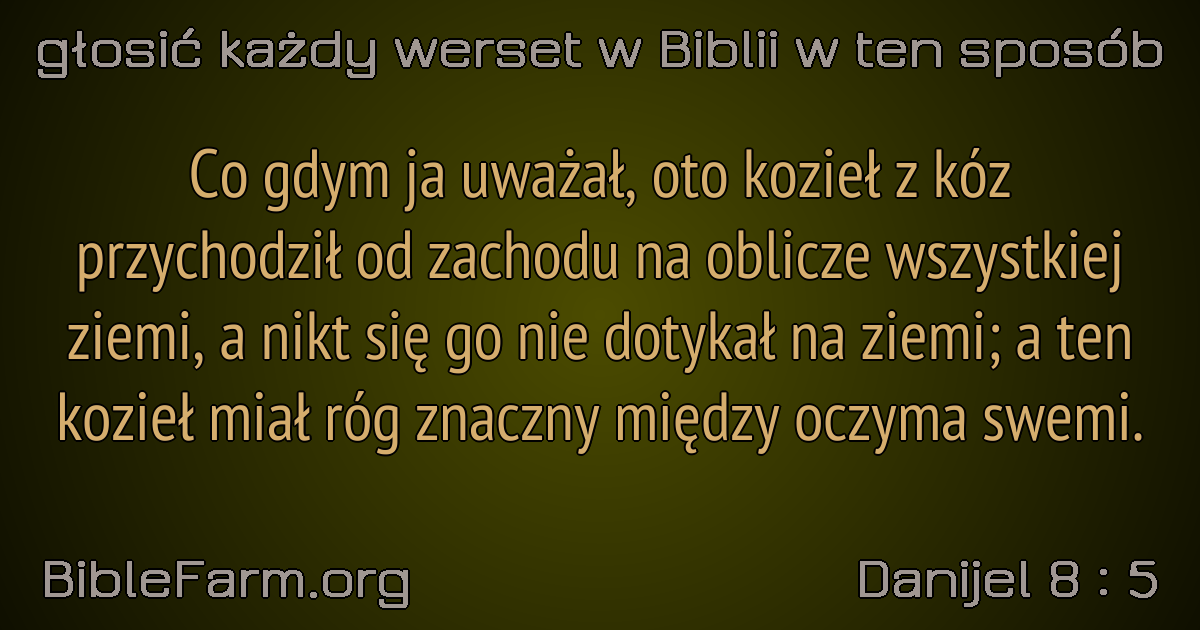 głosić każdy werset w Biblii w ten sposób
Co gdym ja uważał, oto kozieł z kóz
przychodził od zachodu na oblicze wszystkiej
ziemi, a nikt się go nie dotykał na ziemi; a ten
kozieł miał róg znaczny między oczyma swemi.
BibleFarm.org
Danijel 8 : 5